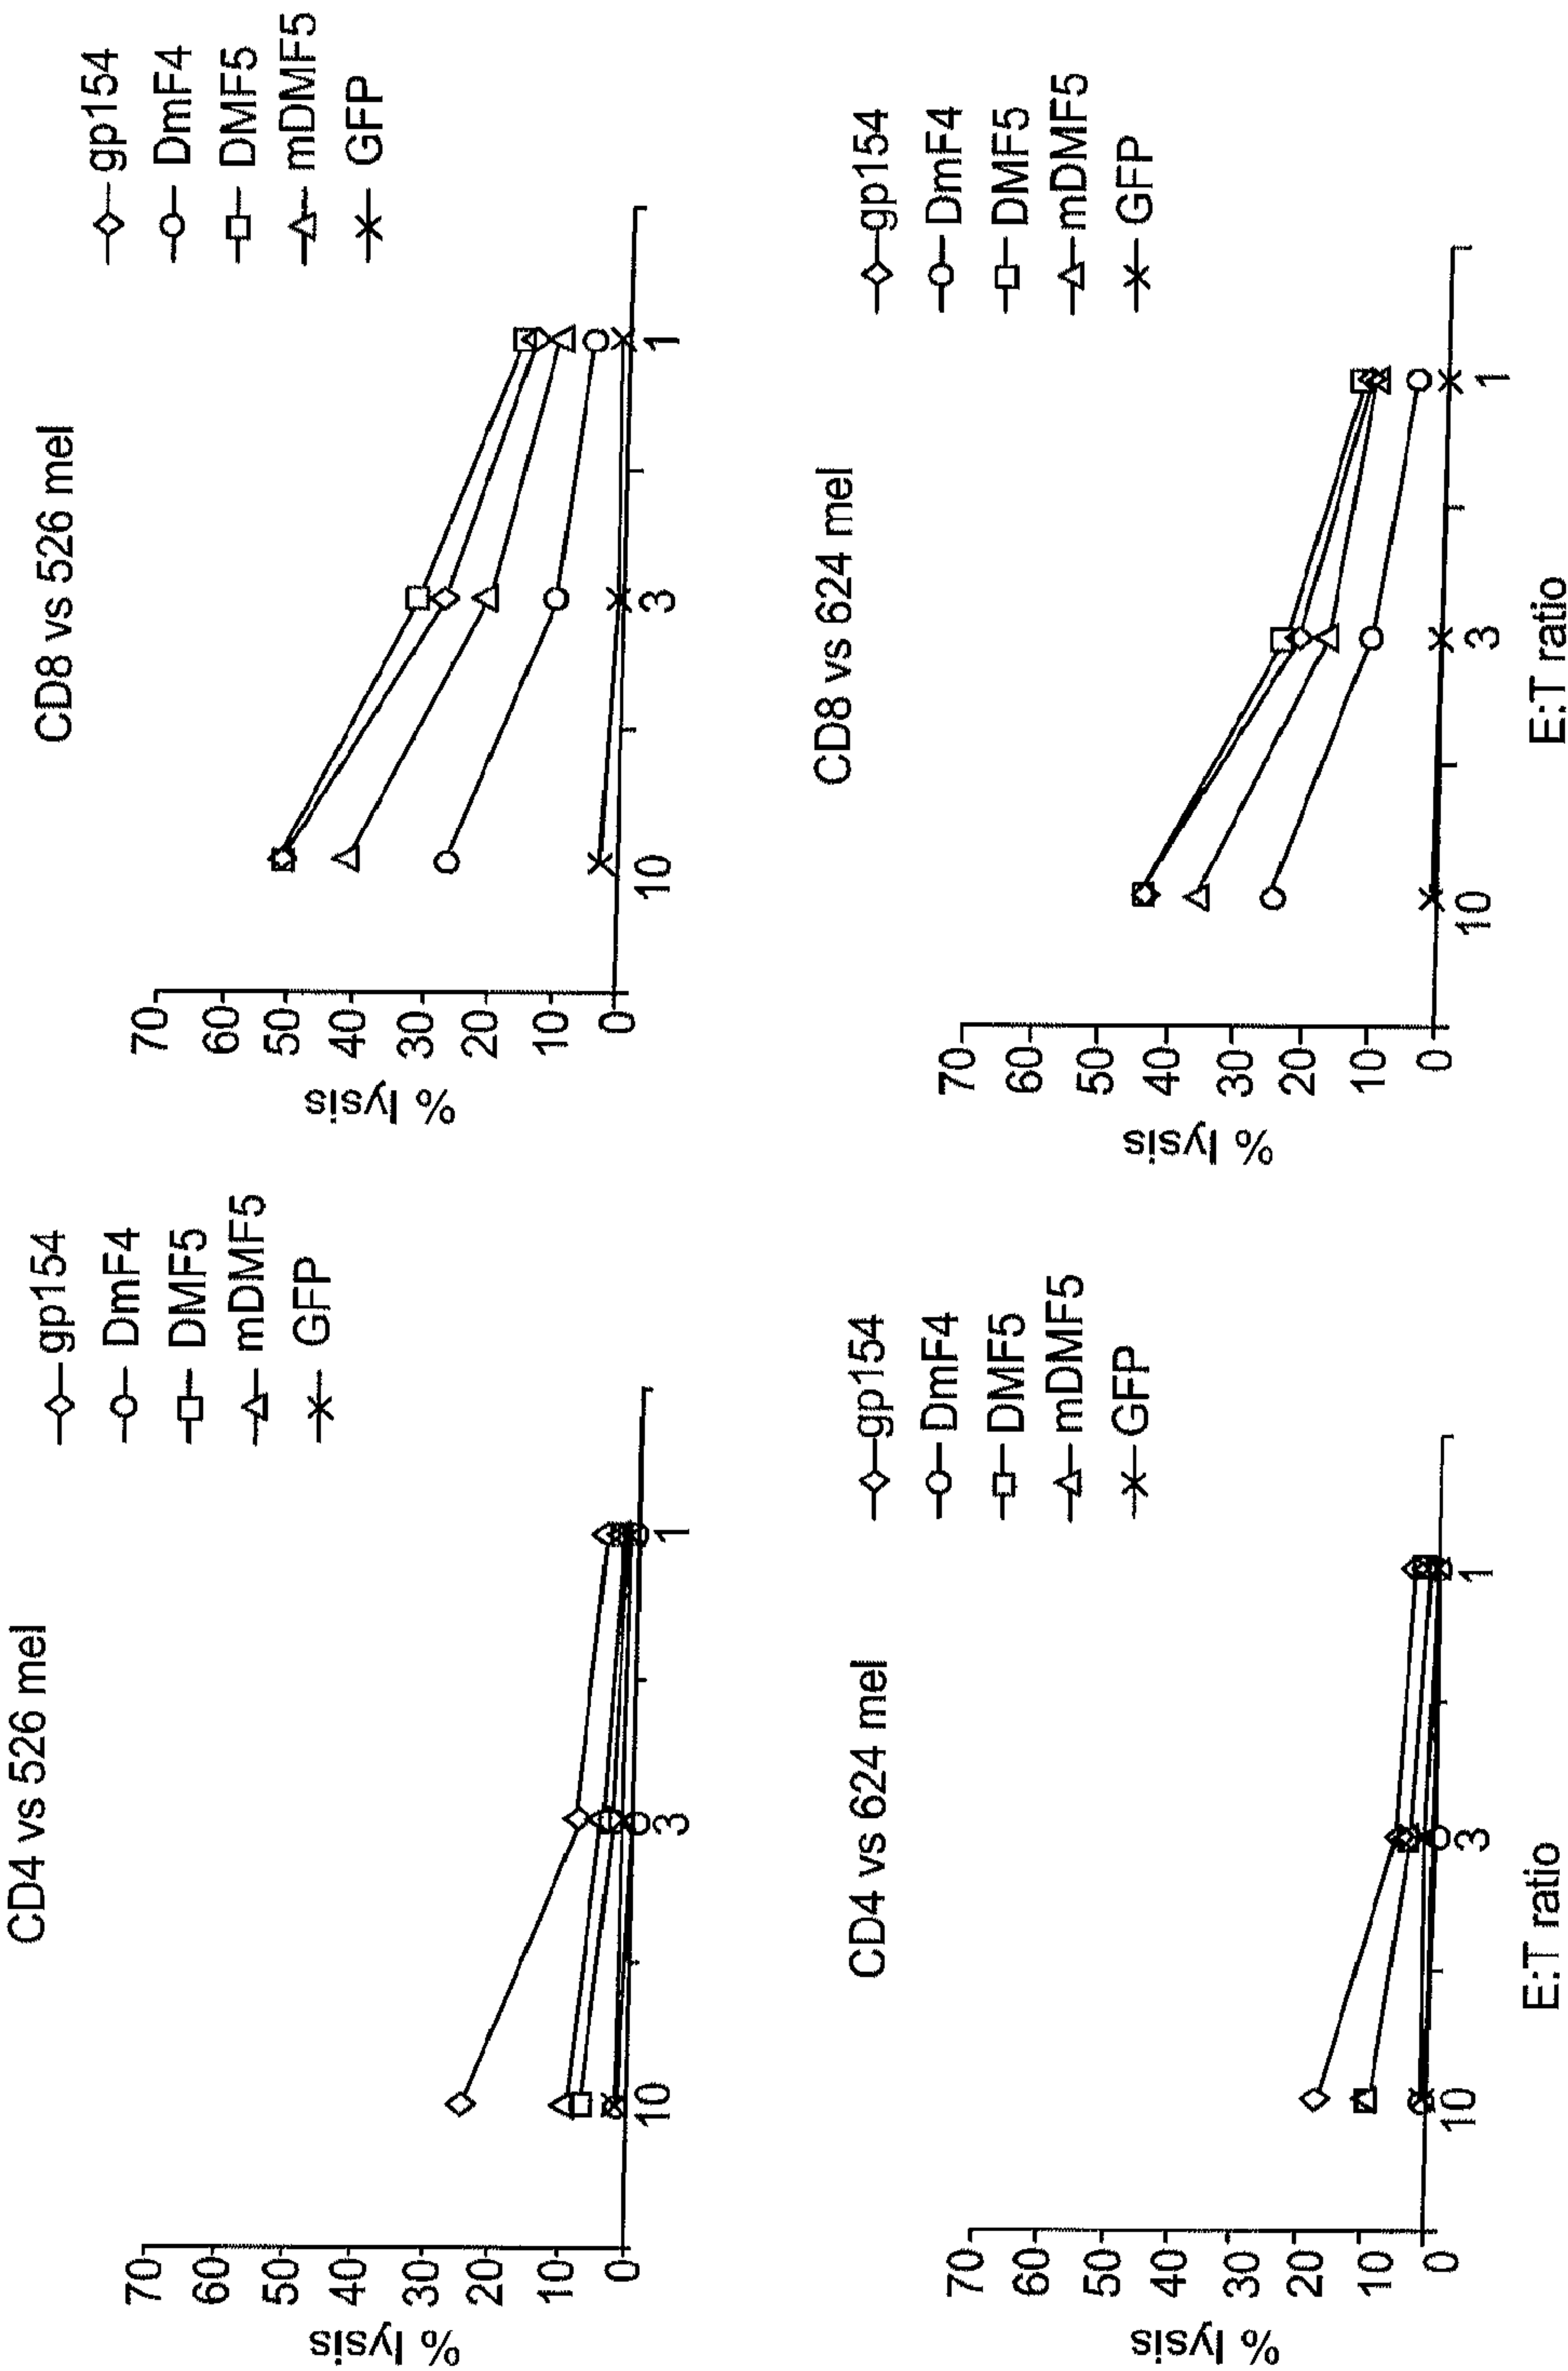 CD4 vs 526 mel
% lysis
70
60
50
40
30
20
10
0
10
3
1
gp154
DmF4
DMF5
mDMF5
GFP
CD8 vs 526 mel
% lysis
70
60
50
40
30
20
10
0
10
3
1
gp154
DmF4
DMF5
mDMF5
GFP
CD4 vs 624 mel
% lysis
70
60
50
40
30
20
10
0
10
3
1
E:T ratio
gp154
DmF4
DMF5
mDMF5
GFP
CD8 vs 624 mel
% lysis
70
60
50
40
30
20
10
0
10
3
1
E:T ratio
gp154
DmF4
DMF5
mDMF5
GFP